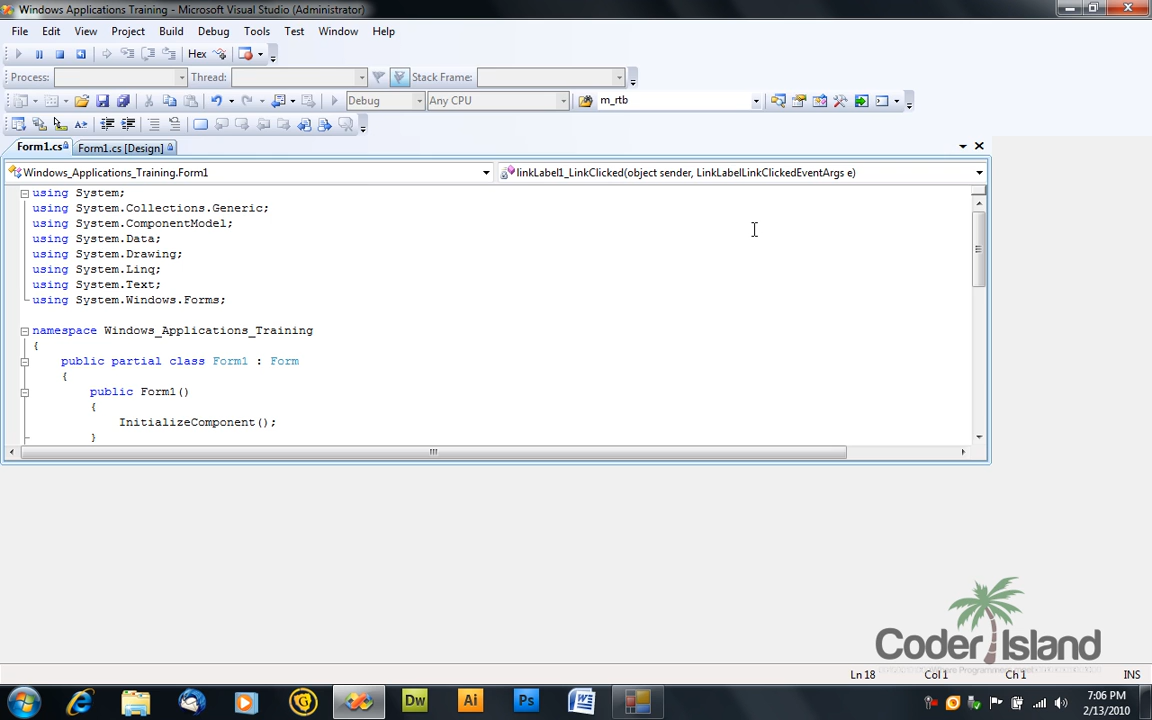 Windows Applications Training - Microsoft Visual Studio (Administrator)
File Edit View Project Build Debug Tools Test Window Help
Hex
Process: Thread: Stack Frame:
Debug Any CPU m_rtb
Form1.cs Form1.cs [Design]
Windows_Applications_Training.Form1 linkLabel1_LinkClicked(object sender, LinkLabelLinkClickedEventArgs e)
using System;
using System.Collections.Generic;
using System.ComponentModel;
using System.Data;
using System.Drawing;
using System.Linq;
using System.Text;
using System.Windows.Forms;
namespace Windows_Applications_Training
{
public partial class Form1 : Form
{
public Form1()
{
InitializeComponent();
}
Coder Island
Ln 18 Col 1 Ch 1 INS
Dw Ai Ps
7:06 PM
2/13/2010